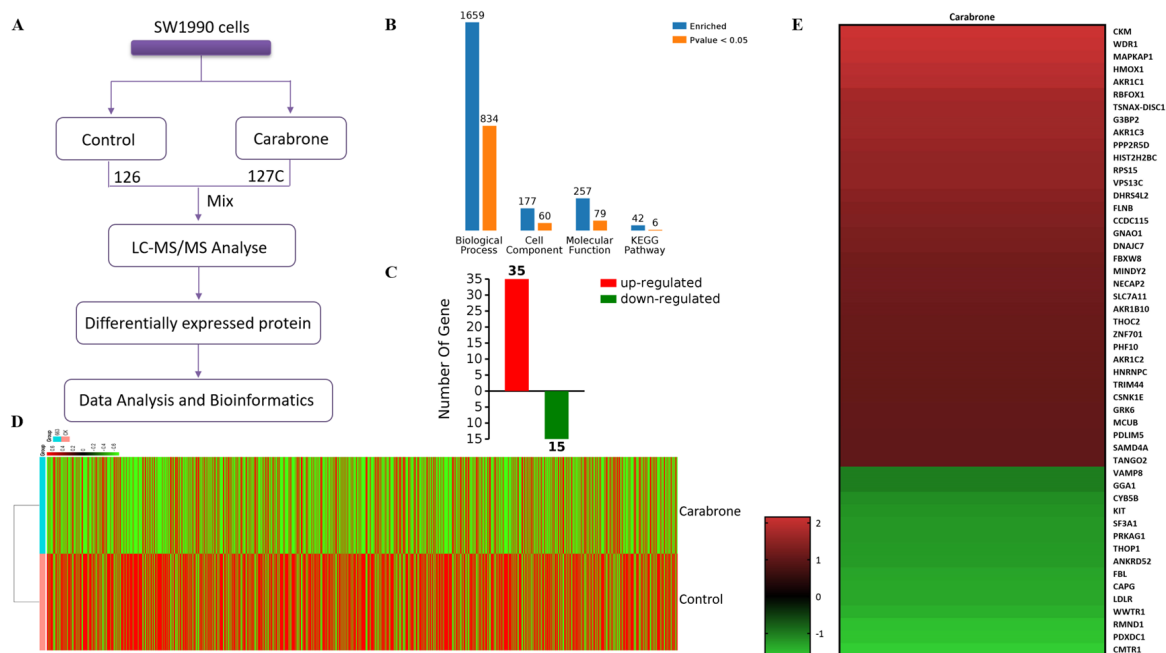 A
SW1990 cells
Control
Carabrone
126
127C
Mix
LC-MS/MS Analyse
Differentially expressed protein
Data Analysis and Bioinformatics
B
1659
834
177
60
257
79
42
6
Biological
Process
Cell
Component
Molecular
Function
KEGG
Pathway
Enriched
Pvalue < 0.05
C
Number Of Gene
35
30
25
20
15
10
5
0
5
10
15
35
15
up-regulated
down-regulated
D
Group
Group
CK
Carabrone
Control
E
Carabrone
CKM
WDR1
MAPKAP1
HMOX1
AKR1C1
RBFOX1
TSNAX-DISC1
G3BP2
AKR1C3
PPP2R5D
HIST2H2BC
RPS15
VPS13C
DHRS4L2
FLNB
CCDC115
GNAO1
DNAJC7
FBXW8
MINDY2
NECAP2
SLC7A11
AKR1B10
THOC2
ZNF701
PHF10
AKR1C2
HNRNPC
TRIM44
CSNK1E
GRK6
MCUB
PDLIM5
SAMD4A
TANGO2
VAMP8
GGA1
CYB5B
KIT
SF3A1
PRKAG1
THOP1
ANKRD52
FBL
CAPG
LDLR
WWTR1
RMND1
PDXDC1
CMTR1
2
1
0
-1